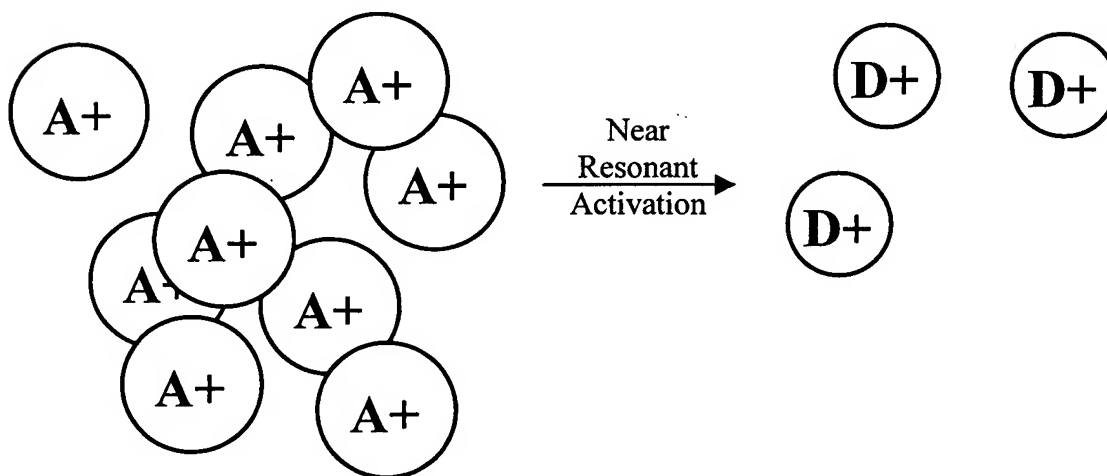 A+
A+
A+
A+
A+
A+
A+
A+
A+
Near
Resonant
Activation
D+
D+
D+